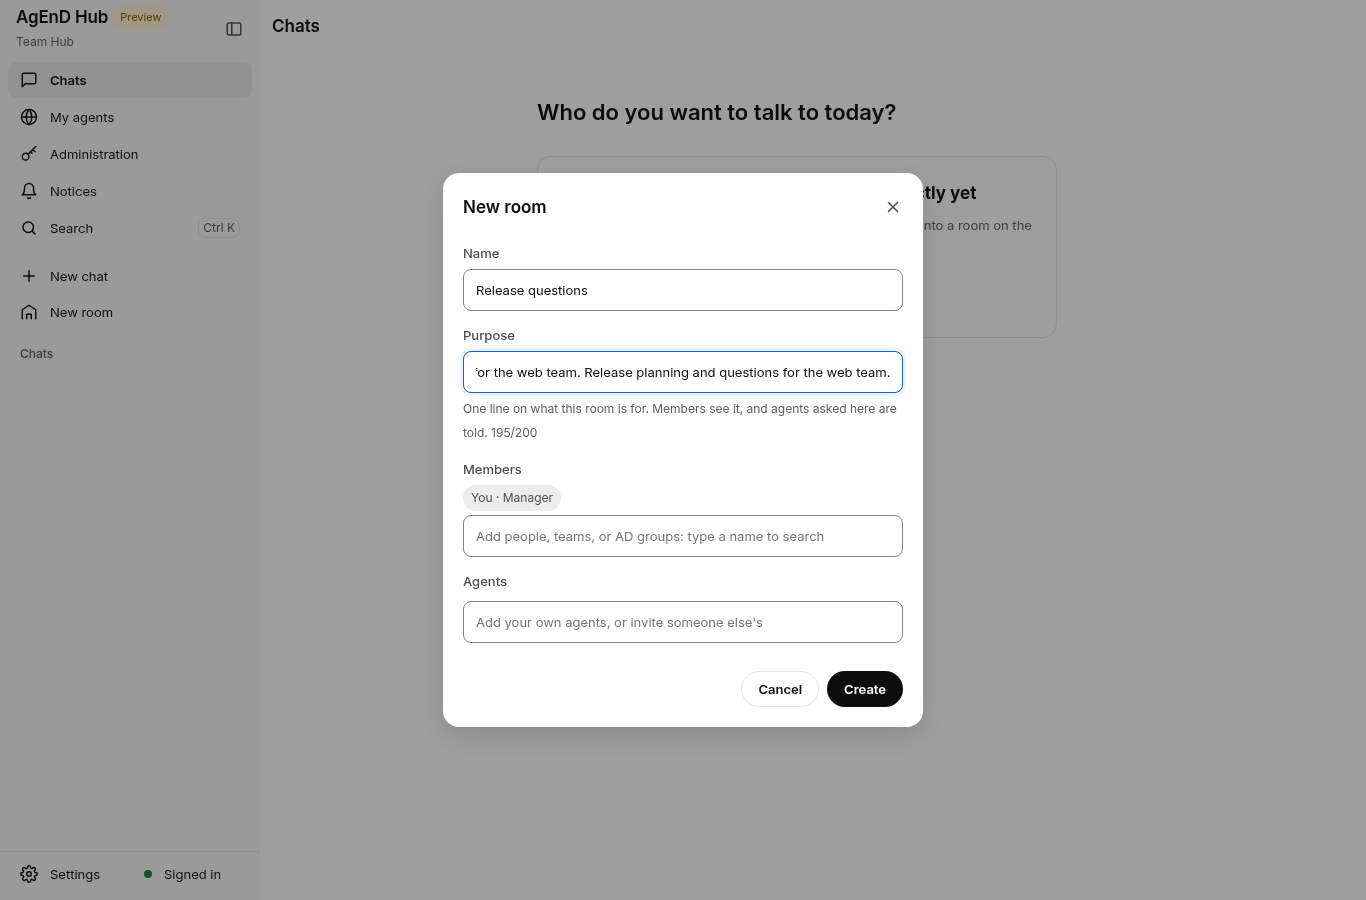 AgEnD Hub Preview
Team Hub
Chats
My agents
Administration
Notices
Search Ctrl K
New chat
New room
Chats
Settings
Signed in
Chats
Who do you want to talk to today?
yet
a room on the
New room
Name
Release questions
Purpose
the web team. Release planning and questions for the web team.
One line on what this room is for. Members see it, and agents asked here are
told. 195/200
Members
You · Manager
Add people, teams, or AD groups: type a name to search
Agents
Add your own agents, or invite someone else's
Cancel
Create